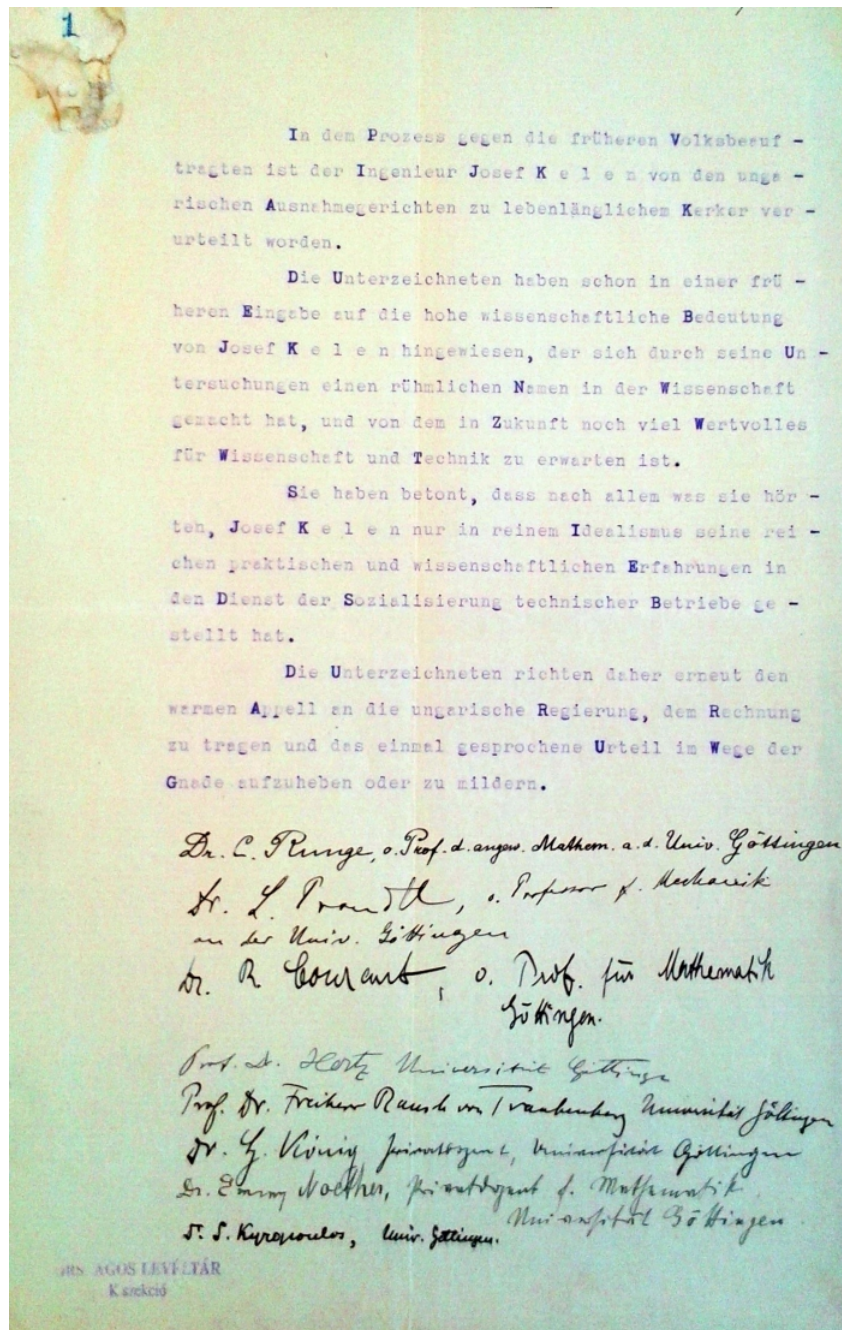 1
In dem Prozess gegen die früheren Volksbeauf -
tragten ist der Ingenieur Josef K e l e n von den unga -
rischen Ausnahmegerichten zu lebenlänglichem Kerker ver -
urteilt worden.
Die Unterzeichneten haben schon in einer frü -
heren Eingabe auf die hohe wissenschaftliche Bedeutung
von Josef K e l e n hingewiesen, der sich durch seine Un -
tersuchungen einen rühmlichen Namen in der Wissenschaft
gemacht hat, und von dem in Zukunft noch viel Wertvolles
für Wissenschaft und Technik zu erwarten ist.
Sie haben betont, dass nach allem was sie hör -
ten, Josef K e l e n nur in reinem Idealismus seine rei -
chen praktischen und wissenschaftlichen Erfahrungen in
den Dienst der Sozialisierung technischer Betriebe ge -
stellt hat.
Die Unterzeichneten richten daher erneut den
warmen Appell an die ungarische Regierung, dem Rechnung
zu tragen und das einmal gesprochene Urteil im Wege der
Gnade aufzuheben oder zu mildern.
Dr. C. Runge, o. Prof. d. angew. Mathem. a. d. Univ. Göttingen
Dr. L. Prandtl, o. Professor f. Mechanik
an der Univ. Göttingen
Dr. R. Courant, o. Prof. für Mathematik
Göttingen.
Prof. Dr. Hertz Universität Göttingen
Prof. Dr. Freiherr Rausch von Traubenberg Universität Göttingen
Dr. H. König Privatdozent, Universität Göttingen
Dr. Emmy Noether, Privatdozent f. Mathematik
Universität Göttingen.
Dr. S. Kyropoulos, Univ. Göttingen.
ORSZÁGOS LEVÉLTÁR
K szekció